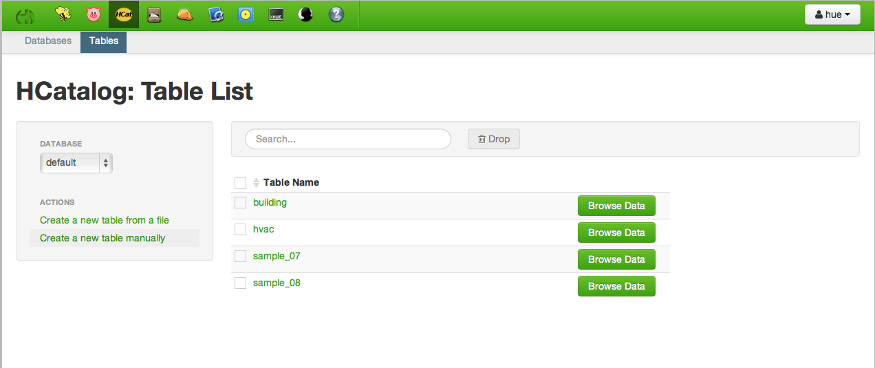 HCat
hue
Databases
Tables
HCatalog: Table List
DATABASE
default
ACTIONS
Create a new table from a file
Create a new table manually
Search...
Drop
Table Name
building
Browse Data
hvac
Browse Data
sample_07
Browse Data
sample_08
Browse Data